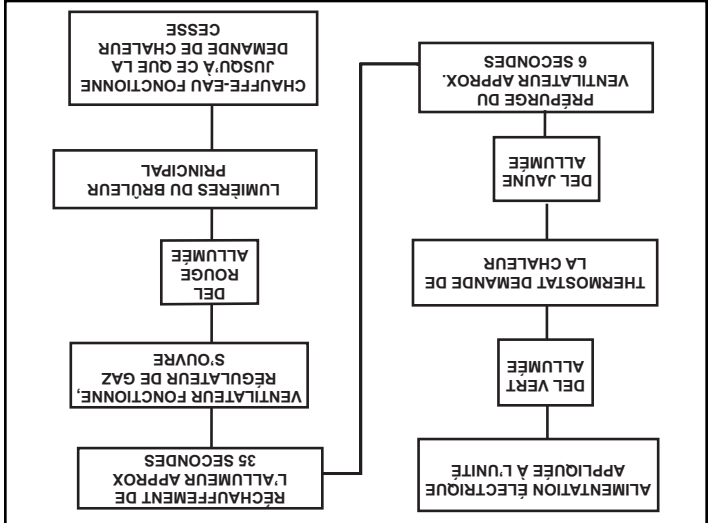 ALIMENTATION ÉLECTRIQUE
APPLIQUÉE À L'UNITÉ
DEL VERT
ALLUMÉE
THERMOSTAT DEMANDE DE
LA CHALEUR
DEL JAUNE
ALLUMÉE
PRÉPURGE DU
VENTILATEUR APPROX.
6 SECONDES
RÉCHAUFFEMENT DE
L'ALLUMEUR APPROX
35 SECONDES
VENTILATEUR FONCTIONNE,
RÉGULATEUR DE GAZ
S'OUVRE
DEL
ROUGE
ALLUMÉE
LUMIÈRES DU BRÛLEUR
PRINCIPAL
CHAUFFE-EAU FONCTIONNE
JUSQU'À CE QUE LA
DEMANDE DE CHALEUR
CESSE